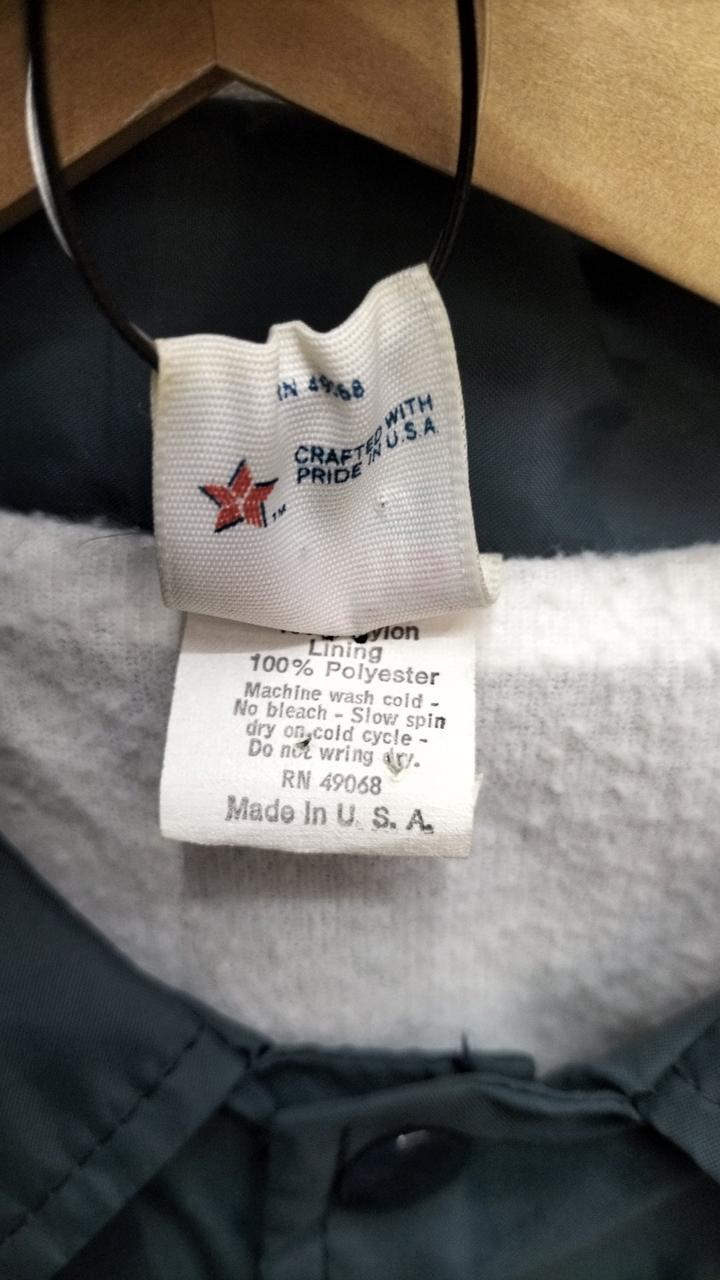 CRAFTED WITH
PRIDE IN U.S.A
TM
Lining
100% Polyester
Machine wash cold -
No bleach - Slow spin
dry on cold cycle -
Do not wring dry.
RN 49068
Made In U. S. A.